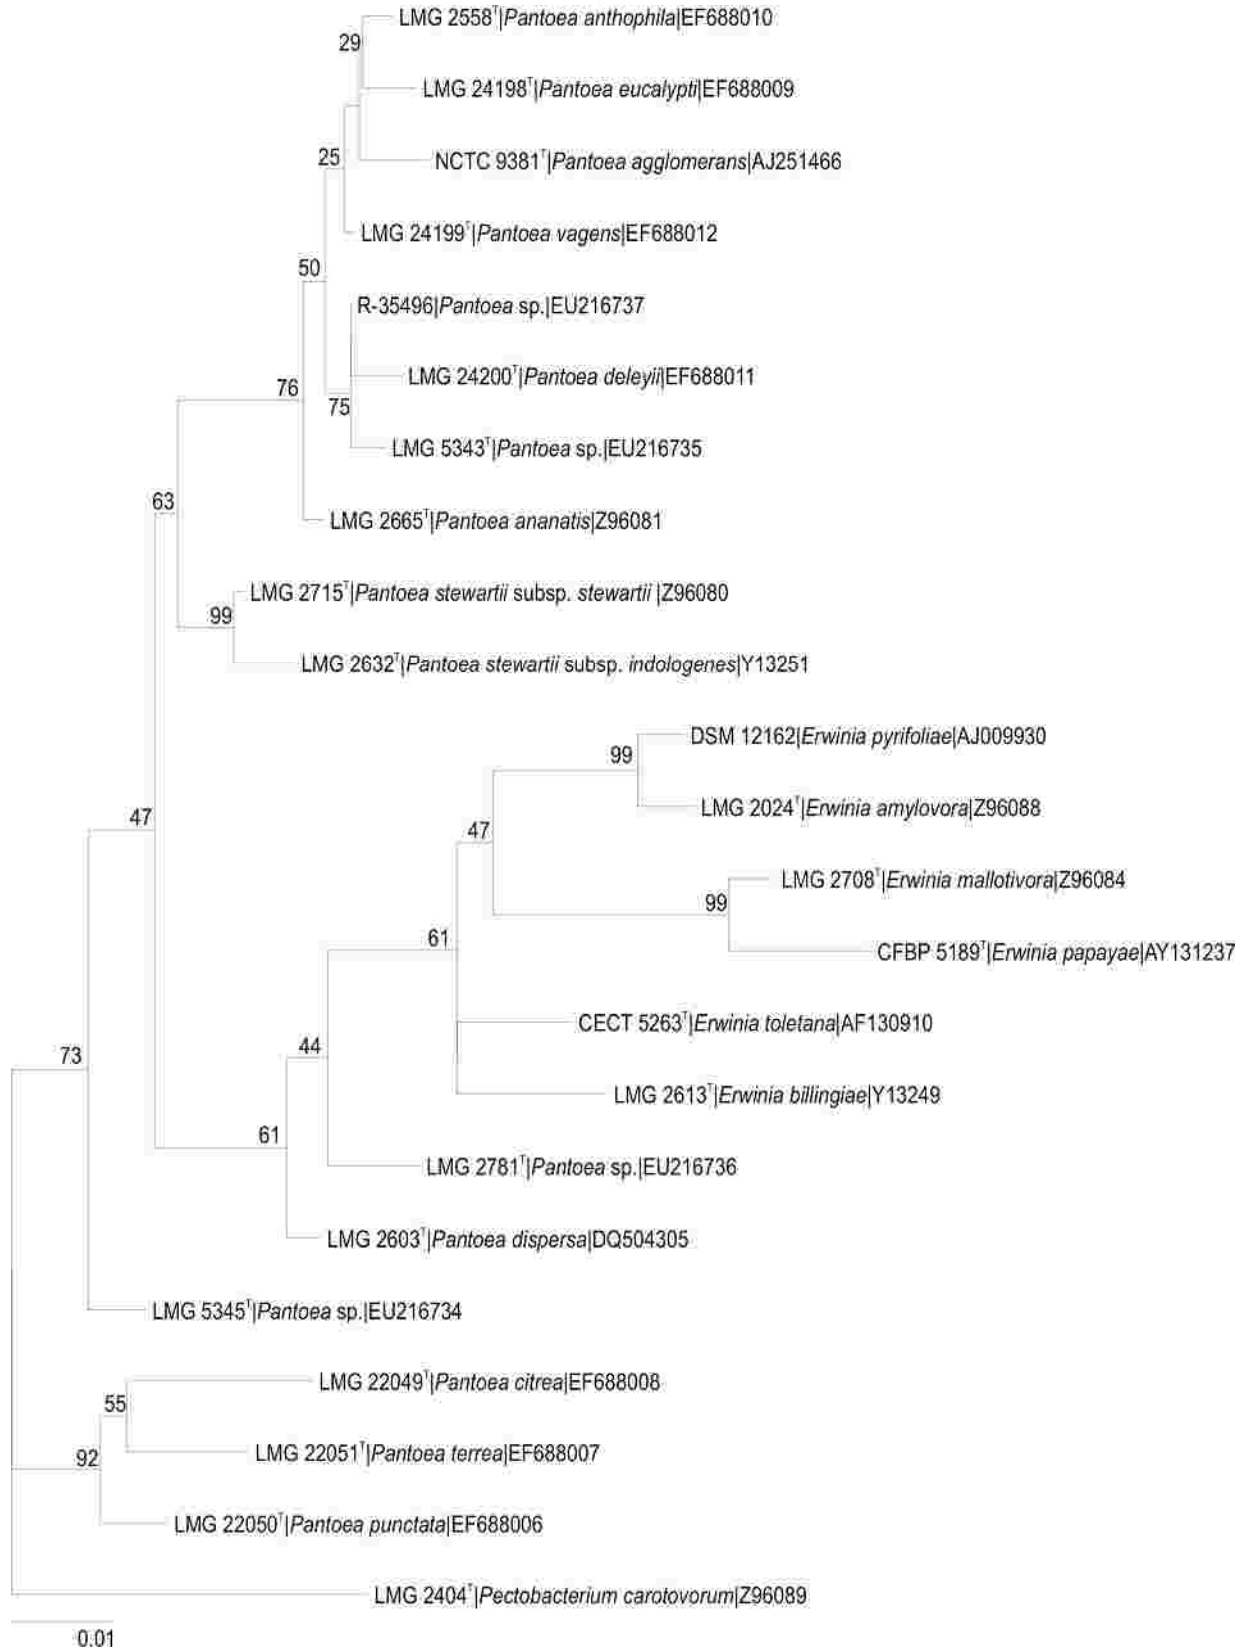 LMG 2558ᵀ|Pantoea anthophila|EF688010
29
LMG 24198ᵀ|Pantoea eucalypti|EF688009
25
NCTC 9381ᵀ|Pantoea agglomerans|AJ251466
LMG 24199ᵀ|Pantoea vagens|EF688012
50
R-35496|Pantoea sp.|EU216737
LMG 24200ᵀ|Pantoea deleyii|EF688011
76
75
LMG 5343ᵀ|Pantoea sp.|EU216735
63
LMG 2665ᵀ|Pantoea ananatis|Z96081
LMG 2715ᵀ|Pantoea stewartii subsp. stewartii |Z96080
99
LMG 2632ᵀ|Pantoea stewartii subsp. indologenes|Y13251
DSM 12162|Erwinia pyrifoliae|AJ009930
99
LMG 2024ᵀ|Erwinia amylovora|Z96088
47
47
LMG 2708ᵀ|Erwinia mallotivora|Z96084
99
61
CFBP 5189ᵀ|Erwinia papayae|AY131237
CECT 5263ᵀ|Erwinia toletana|AF130910
44
73
LMG 2613ᵀ|Erwinia billingiae|Y13249
61
LMG 2781ᵀ|Pantoea sp.|EU216736
LMG 2603ᵀ|Pantoea dispersa|DQ504305
LMG 5345ᵀ|Pantoea sp.|EU216734
LMG 22049ᵀ|Pantoea citrea|EF688008
55
LMG 22051ᵀ|Pantoea terrea|EF688007
92
LMG 22050ᵀ|Pantoea punctata|EF688006
LMG 2404ᵀ|Pectobacterium carotovorum|Z96089
0.01